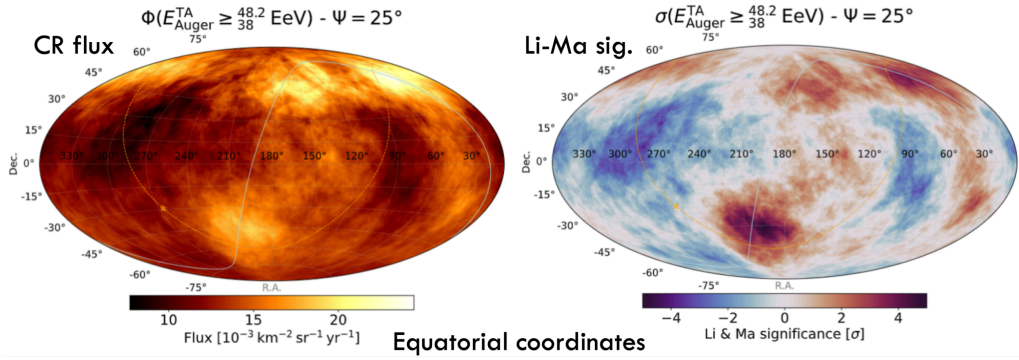 Φ(E^TA_Auger ≥ ^48.2_38 EeV) - Ψ = 25°
CR flux
75°
60°
45°
30°
15°
0°
-15°
-30°
-45°
-60°
-75°
Dec.
330° 300° 270° 240° 210° 180° 150° 120° 90° 60° 30°
R.A.
10 15 20
Flux [10⁻³ km⁻² sr⁻¹ yr⁻¹]
σ(E^TA_Auger ≥ ^48.2_38 EeV) - Ψ = 25°
Li-Ma sig.
75°
60°
45°
30°
15°
0°
-15°
-30°
-45°
-60°
-75°
Dec.
330° 300° 270° 240° 210° 180° 150° 120° 90° 60° 30°
R.A.
−4 −2 0 2 4
Li & Ma significance [σ]
Equatorial coordinates